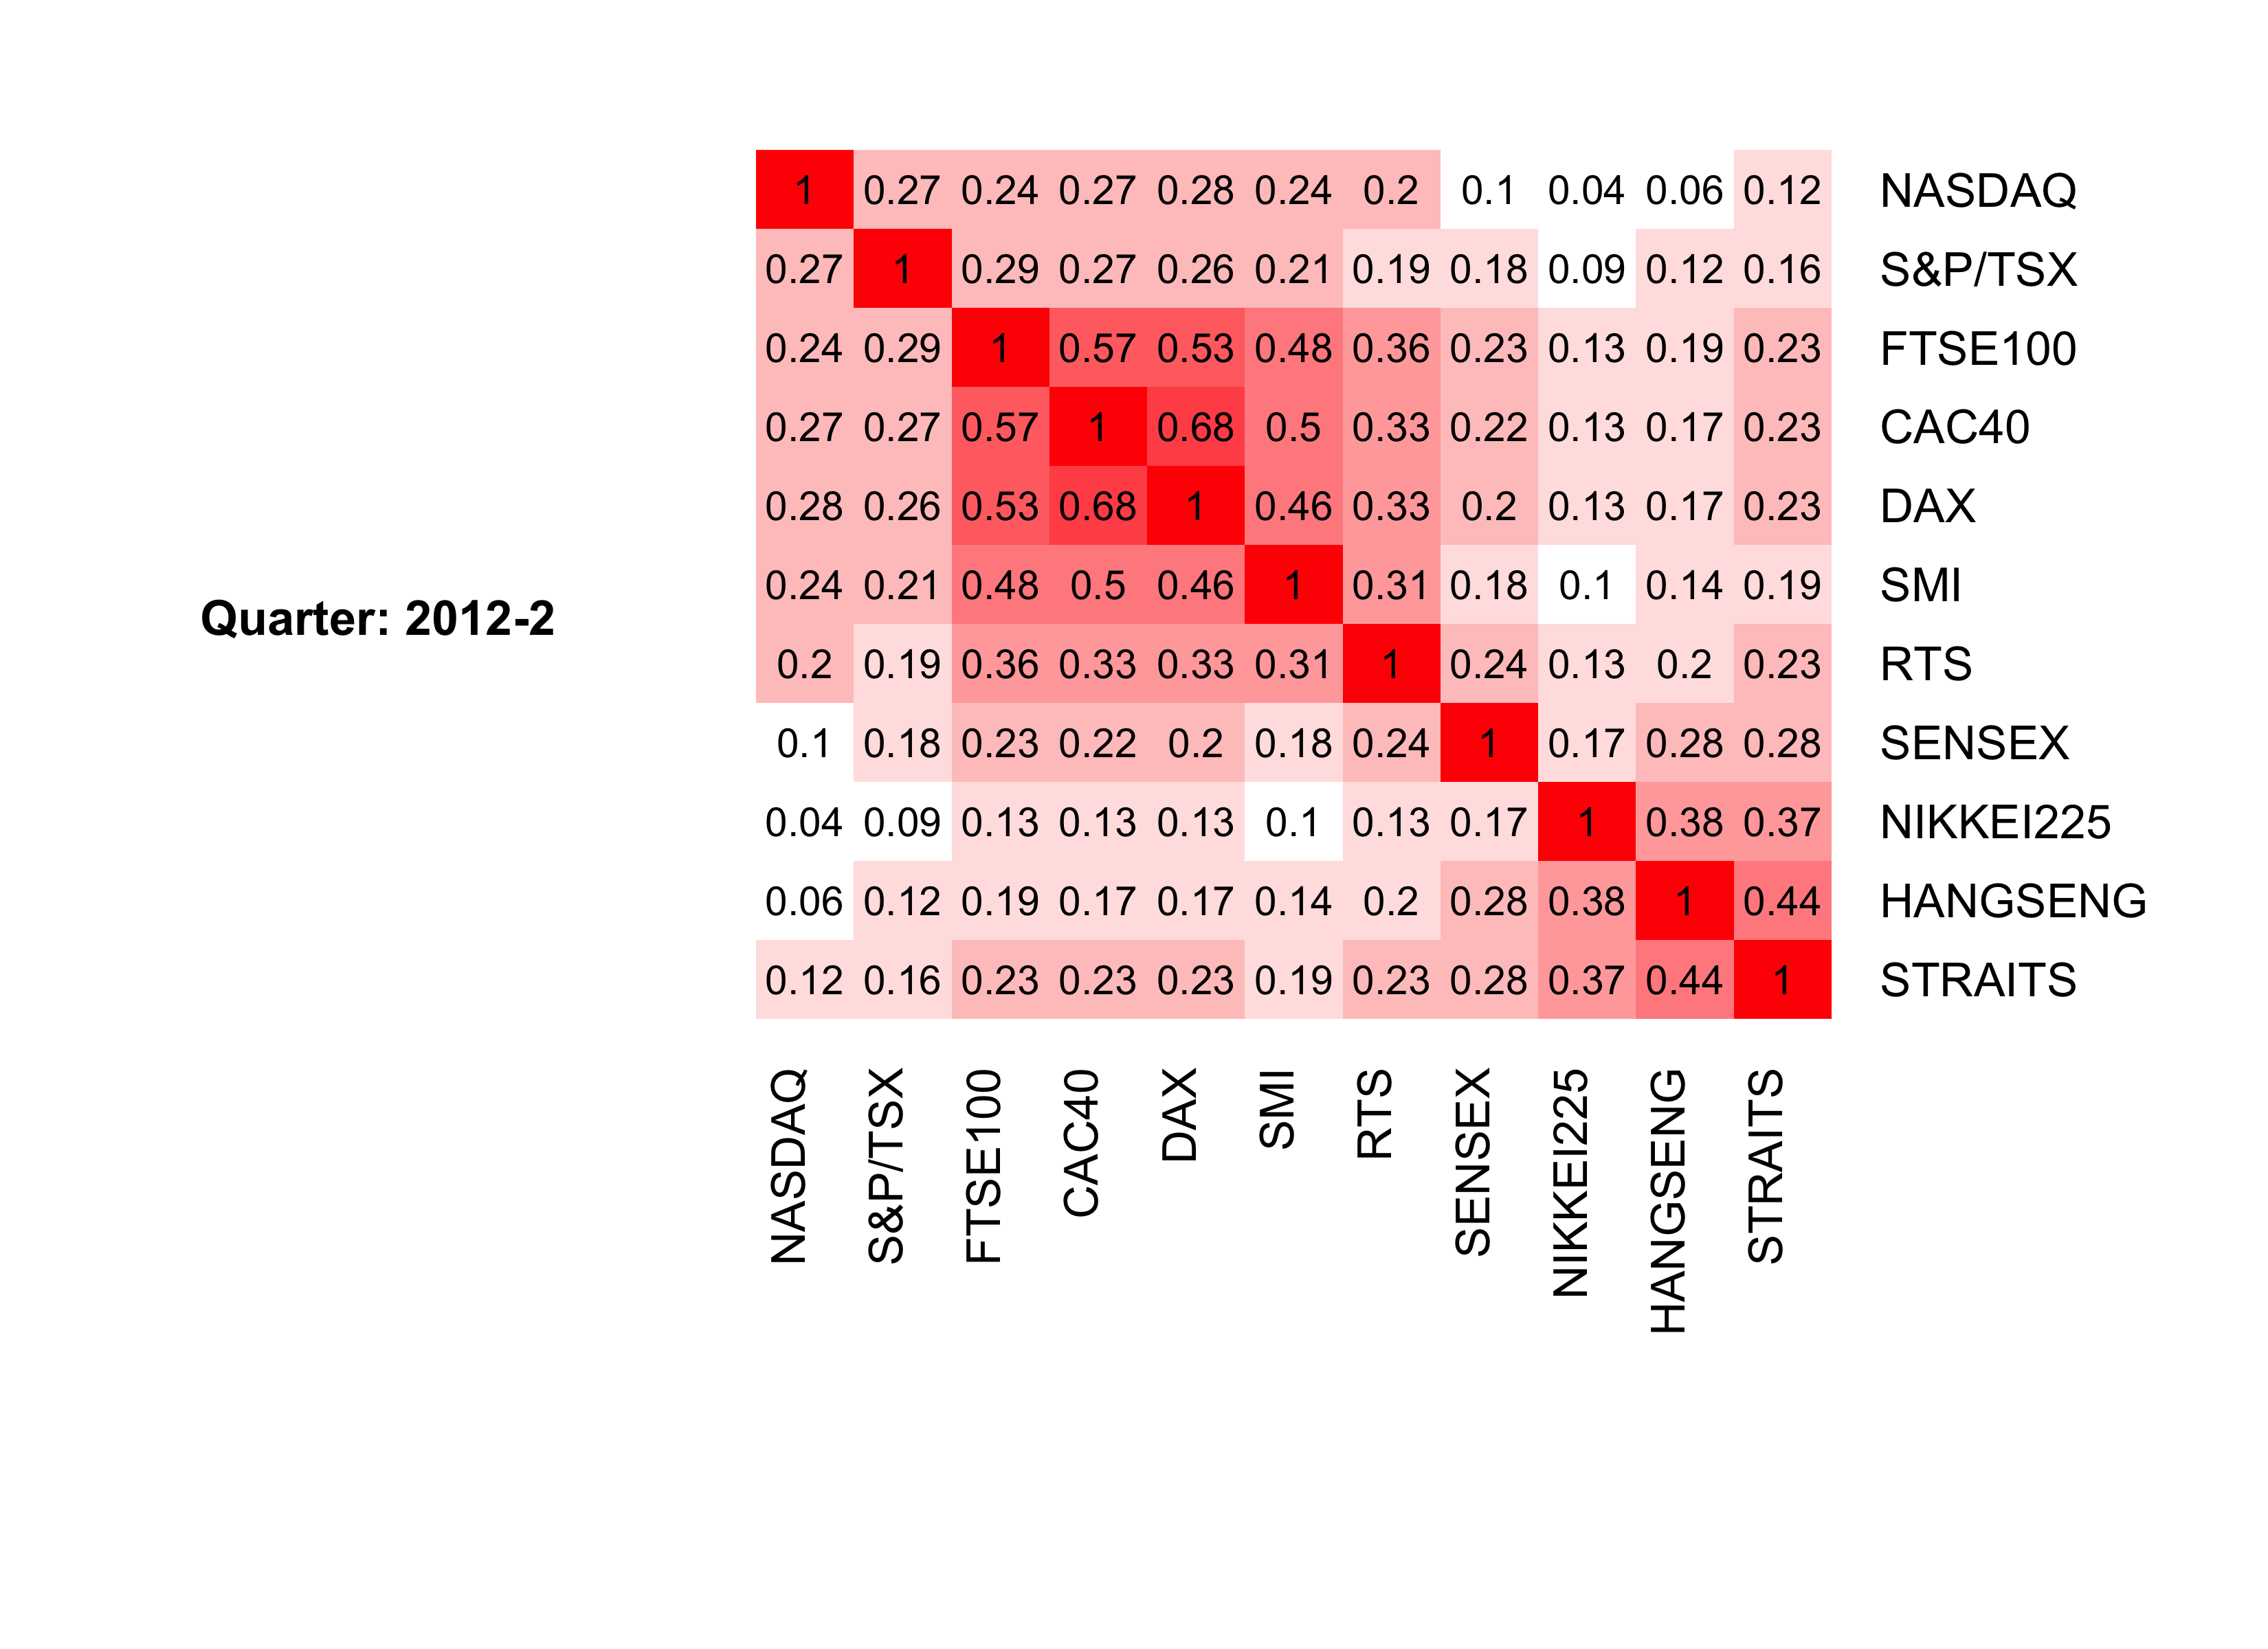 1 0.27 0.24 0.27 0.28 0.24 0.2 0.1 0.04 0.06 0.12 NASDAQ
0.27 1 0.29 0.27 0.26 0.21 0.19 0.18 0.09 0.12 0.16 S&P/TSX
0.24 0.29 1 0.57 0.53 0.48 0.36 0.23 0.13 0.19 0.23 FTSE100
0.27 0.27 0.57 1 0.68 0.5 0.33 0.22 0.13 0.17 0.23 CAC40
0.28 0.26 0.53 0.68 1 0.46 0.33 0.2 0.13 0.17 0.23 DAX
0.24 0.21 0.48 0.5 0.46 1 0.31 0.18 0.1 0.14 0.19 SMI
Quarter: 2012-2
0.2 0.19 0.36 0.33 0.33 0.31 1 0.24 0.13 0.2 0.23 RTS
0.1 0.18 0.23 0.22 0.2 0.18 0.24 1 0.17 0.28 0.28 SENSEX
0.04 0.09 0.13 0.13 0.13 0.1 0.13 0.17 1 0.38 0.37 NIKKEI225
0.06 0.12 0.19 0.17 0.17 0.14 0.2 0.28 0.38 1 0.44 HANGSENG
0.12 0.16 0.23 0.23 0.23 0.19 0.23 0.28 0.37 0.44 1 STRAITS
NASDAQ
S&P/TSX
FTSE100
CAC40
DAX
SMI
RTS
SENSEX
NIKKEI225
HANGSENG
STRAITS